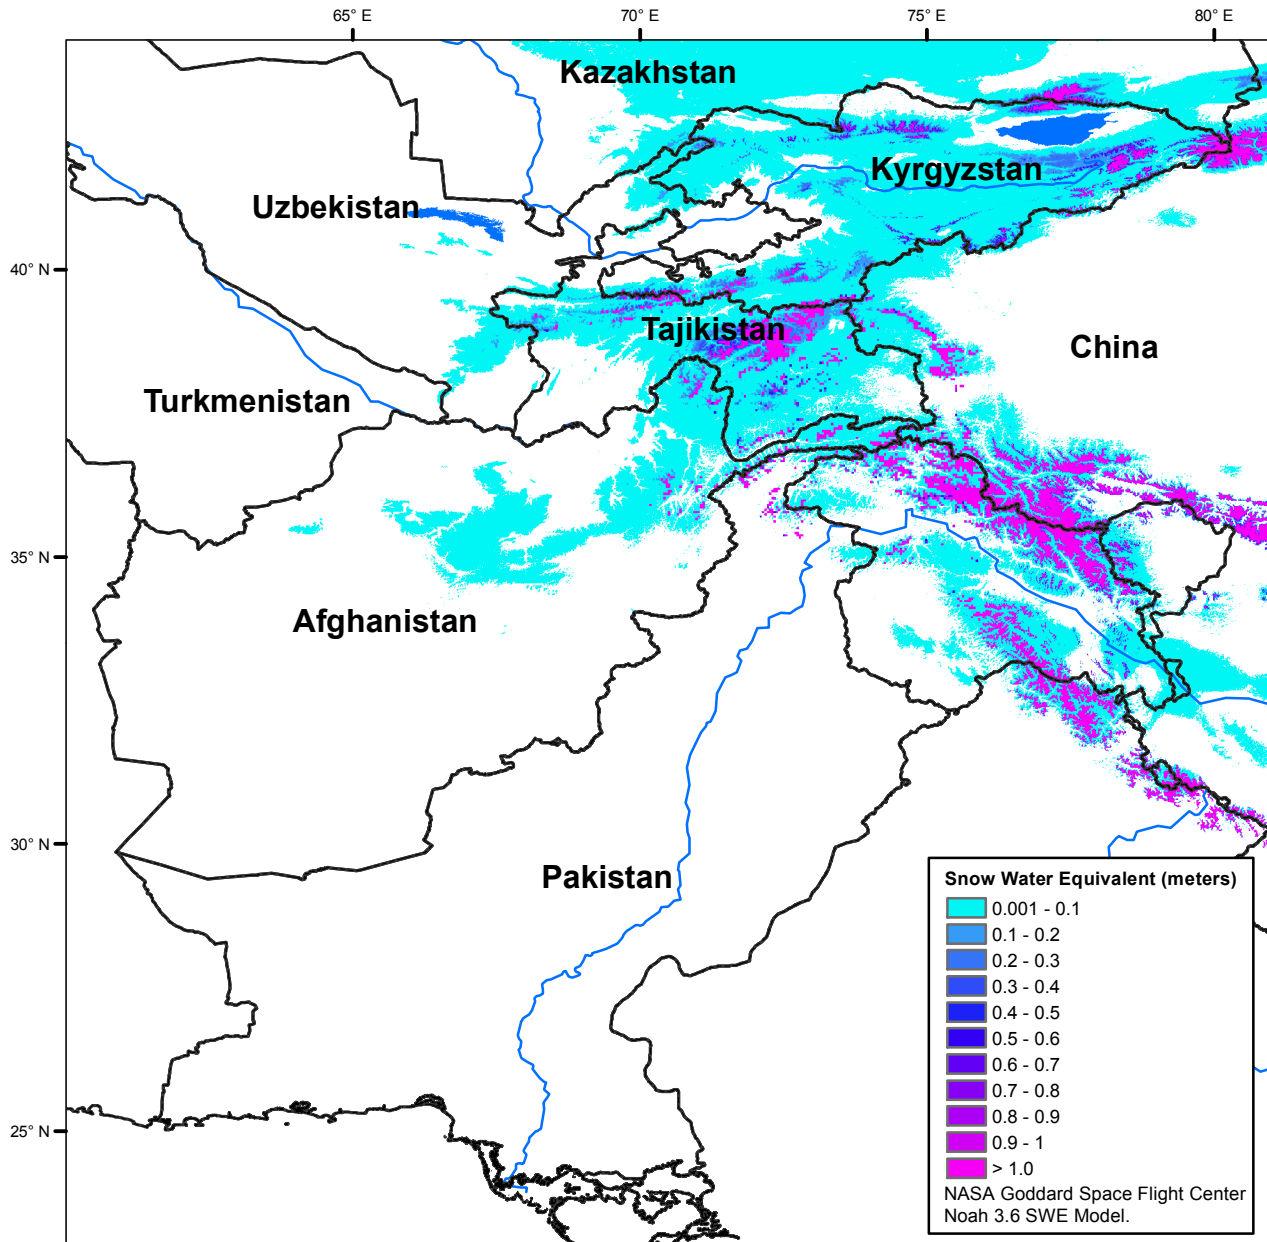 65° E
70° E
75° E
80° E
Kazakhstan
Kyrgyzstan
Uzbekistan
40° N
Tajikistan
China
Turkmenistan
35° N
Afghanistan
30° N
Pakistan
Snow Water Equivalent (meters)
0.001 - 0.1
0.1 - 0.2
0.2 - 0.3
0.3 - 0.4
0.4 - 0.5
0.5 - 0.6
0.6 - 0.7
0.7 - 0.8
0.8 - 0.9
0.9 - 1
> 1.0
NASA Goddard Space Flight Center
Noah 3.6 SWE Model.
25° N